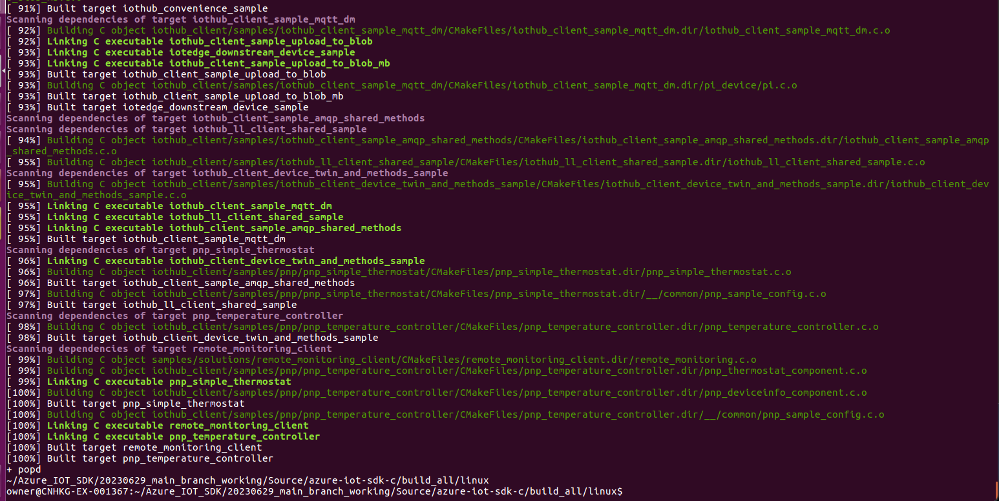 [ 91%] Built target iothub_convenience_sample
Scanning dependencies of target iothub_client_sample_mqtt_dm
[ 92%] Building C object iothub_client/samples/iothub_client_sample_mqtt_dm/CMakeFiles/iothub_client_sample_mqtt_dm.dir/iothub_client_sample_mqtt_dm.c.o
[ 92%] Linking C executable iothub_client_sample_upload_to_blob
[ 93%] Linking C executable iotedge_downstream_device_sample
[ 93%] Linking C executable iothub_client_sample_upload_to_blob_mb
[ 93%] Built target iothub_client_sample_upload_to_blob
[ 93%] Building C object iothub_client/samples/iothub_client_sample_mqtt_dm/CMakeFiles/iothub_client_sample_mqtt_dm.dir/pi_device/pi.c.o
[ 93%] Built target iothub_client_sample_upload_to_blob_mb
[ 93%] Built target iotedge_downstream_device_sample
Scanning dependencies of target iothub_client_sample_amqp_shared_methods
Scanning dependencies of target iothub_ll_client_shared_sample
[ 94%] Building C object iothub_client/samples/iothub_client_sample_amqp_shared_methods/CMakeFiles/iothub_client_sample_amqp_shared_methods.dir/iothub_client_sample_amqp
_shared_methods.c.o
[ 95%] Building C object iothub_client/samples/iothub_ll_client_shared_sample/CMakeFiles/iothub_ll_client_shared_sample.dir/iothub_ll_client_shared_sample.c.o
Scanning dependencies of target iothub_client_device_twin_and_methods_sample
[ 95%] Building C object iothub_client/samples/iothub_client_device_twin_and_methods_sample/CMakeFiles/iothub_client_device_twin_and_methods_sample.dir/iothub_client_dev
ice_twin_and_methods_sample.c.o
[ 95%] Linking C executable iothub_client_sample_mqtt_dm
[ 95%] Linking C executable iothub_ll_client_shared_sample
[ 95%] Linking C executable iothub_client_sample_amqp_shared_methods
[ 95%] Built target iothub_client_sample_mqtt_dm
Scanning dependencies of target pnp_simple_thermostat
[ 96%] Linking C executable iothub_client_device_twin_and_methods_sample
[ 96%] Building C object iothub_client/samples/pnp/pnp_simple_thermostat/CMakeFiles/pnp_simple_thermostat.dir/pnp_simple_thermostat.c.o
[ 96%] Built target iothub_client_sample_amqp_shared_methods
[ 97%] Building C object iothub_client/samples/pnp/pnp_simple_thermostat/CMakeFiles/pnp_simple_thermostat.dir/__/common/pnp_sample_config.c.o
[ 97%] Built target iothub_ll_client_shared_sample
Scanning dependencies of target pnp_temperature_controller
[ 98%] Building C object iothub_client/samples/pnp/pnp_temperature_controller/CMakeFiles/pnp_temperature_controller.dir/pnp_temperature_controller.c.o
[ 98%] Built target iothub_client_device_twin_and_methods_sample
Scanning dependencies of target remote_monitoring_client
[ 99%] Building C object samples/solutions/remote_monitoring_client/CMakeFiles/remote_monitoring_client.dir/remote_monitoring.c.o
[ 99%] Building C object iothub_client/samples/pnp/pnp_temperature_controller/CMakeFiles/pnp_temperature_controller.dir/pnp_thermostat_component.c.o
[ 99%] Linking C executable pnp_simple_thermostat
[100%] Building C object iothub_client/samples/pnp/pnp_temperature_controller/CMakeFiles/pnp_temperature_controller.dir/pnp_deviceinfo_component.c.o
[100%] Built target pnp_simple_thermostat
[100%] Building C object iothub_client/samples/pnp/pnp_temperature_controller/CMakeFiles/pnp_temperature_controller.dir/__/common/pnp_sample_config.c.o
[100%] Linking C executable remote_monitoring_client
[100%] Linking C executable pnp_temperature_controller
[100%] Built target remote_monitoring_client
[100%] Built target pnp_temperature_controller
+ popd
~/Azure_IOT_SDK/20230629_main_branch_working/Source/azure-iot-sdk-c/build_all/linux
owner@CNHKG-EX-001367:~/Azure_IOT_SDK/20230629_main_branch_working/Source/azure-iot-sdk-c/build_all/linux$